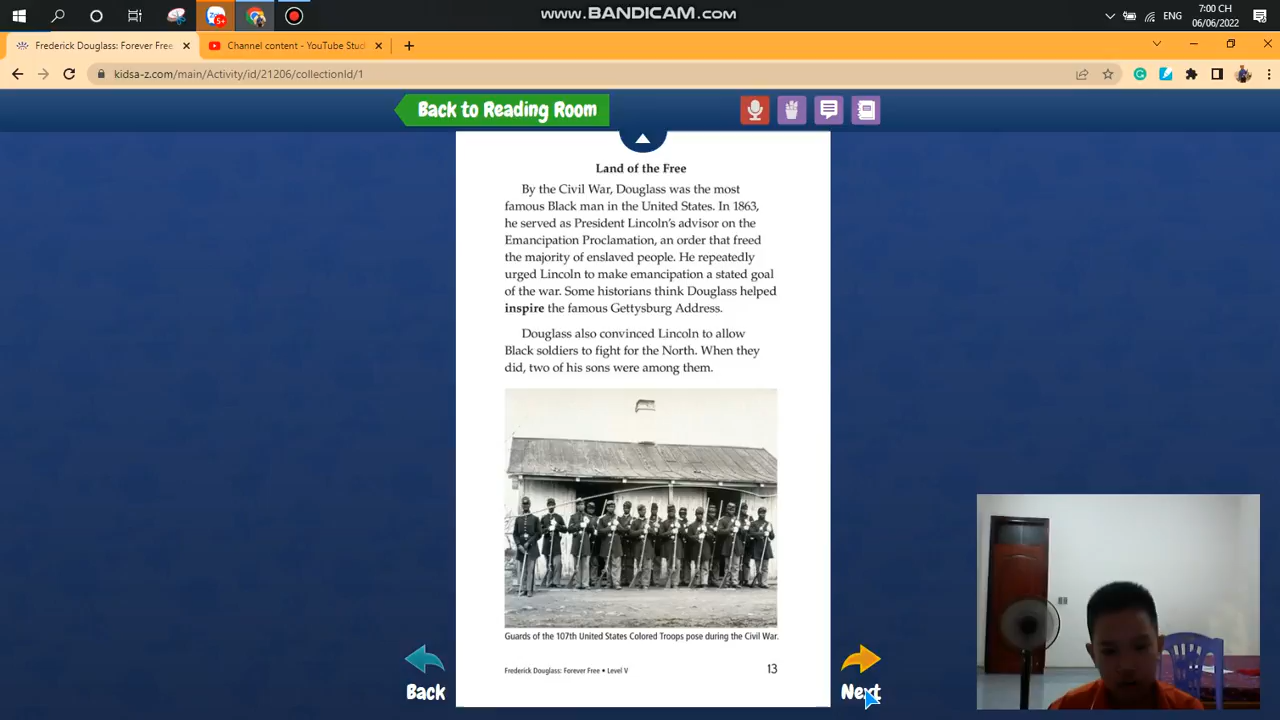 www.BANDICAM.com
7:00 CH
ENG
06/06/2022
Frederick Douglass: Forever Free
Channel content - YouTube Stud
kidsa-z.com/main/Activity/id/21206/collectionId/1
Back to Reading Room
Land of the Free
By the Civil War, Douglass was the most
famous Black man in the United States. In 1863,
he served as President Lincoln's advisor on the
Emancipation Proclamation, an order that freed
the majority of enslaved people. He repeatedly
urged Lincoln to make emancipation a stated goal
of the war. Some historians think Douglass helped
inspire the famous Gettysburg Address.
Douglass also convinced Lincoln to allow
Black soldiers to fight for the North. When they
did, two of his sons were among them.
Guards of the 107th United States Colored Troops pose during the Civil War.
Frederick Douglass: Forever Free • Level V
13
Back
Next